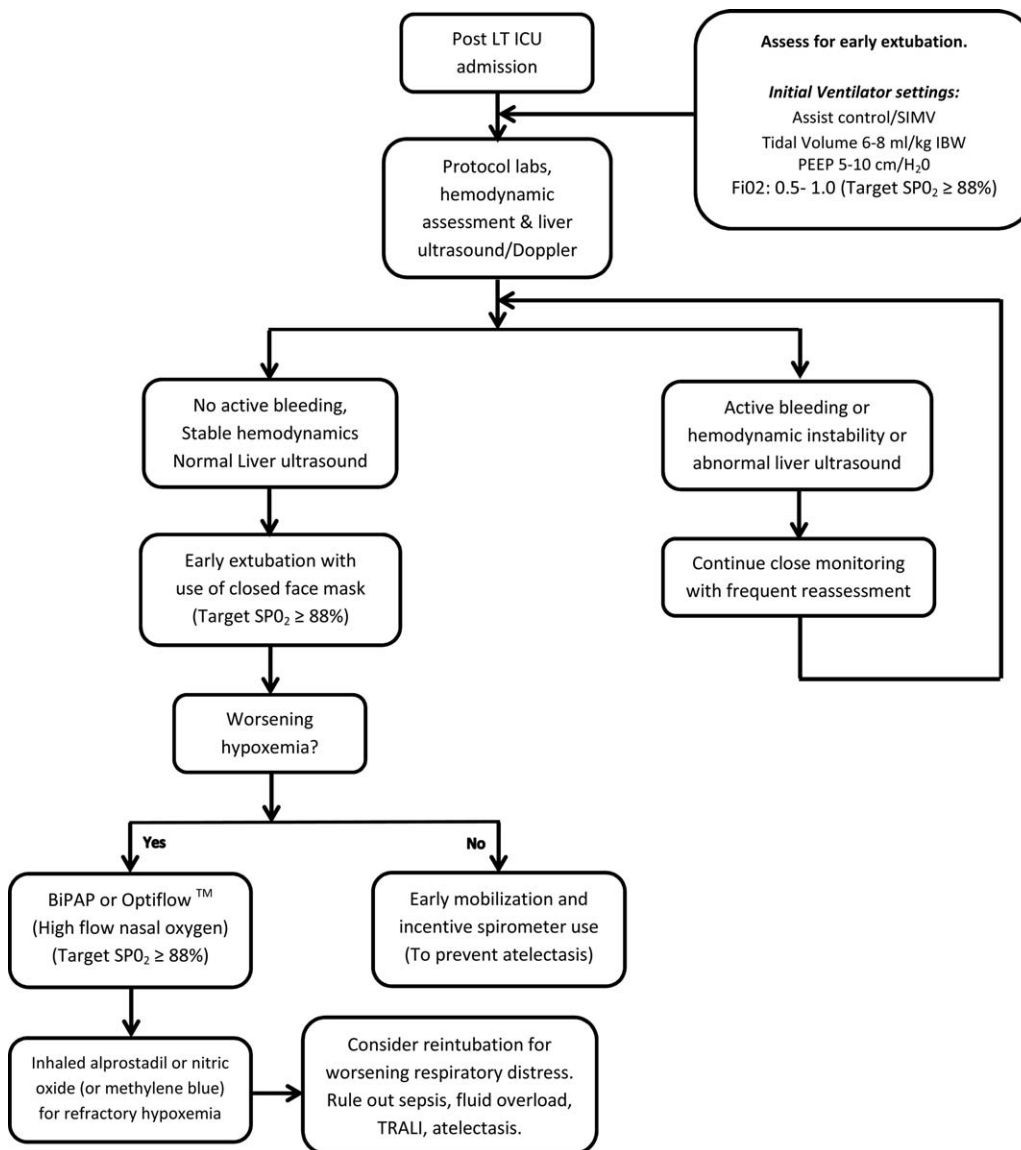 Post LT ICU
admission
Assess for early extubation.
Initial Ventilator settings:
Assist control/SIMV
Tidal Volume 6-8 ml/kg IBW
PEEP 5-10 cm/H₂0
Fi02: 0.5- 1.0 (Target SP0₂ ≥ 88%)
Protocol labs,
hemodynamic
assessment & liver
ultrasound/Doppler
No active bleeding,
Stable hemodynamics
Normal Liver ultrasound
Active bleeding or
hemodynamic instability or
abnormal liver ultrasound
Early extubation with
use of closed face mask
(Target SP0₂ ≥ 88%)
Continue close monitoring
with frequent reassessment
Worsening
hypoxemia?
Yes
No
BiPAP or Optiflow ™
(High flow nasal oxygen)
(Target SP0₂ ≥ 88%)
Early mobilization and
incentive spirometer use
(To prevent atelectasis)
Inhaled alprostadil or nitric
oxide (or methylene blue)
for refractory hypoxemia
Consider reintubation for
worsening respiratory distress.
Rule out sepsis, fluid overload,
TRALI, atelectasis.